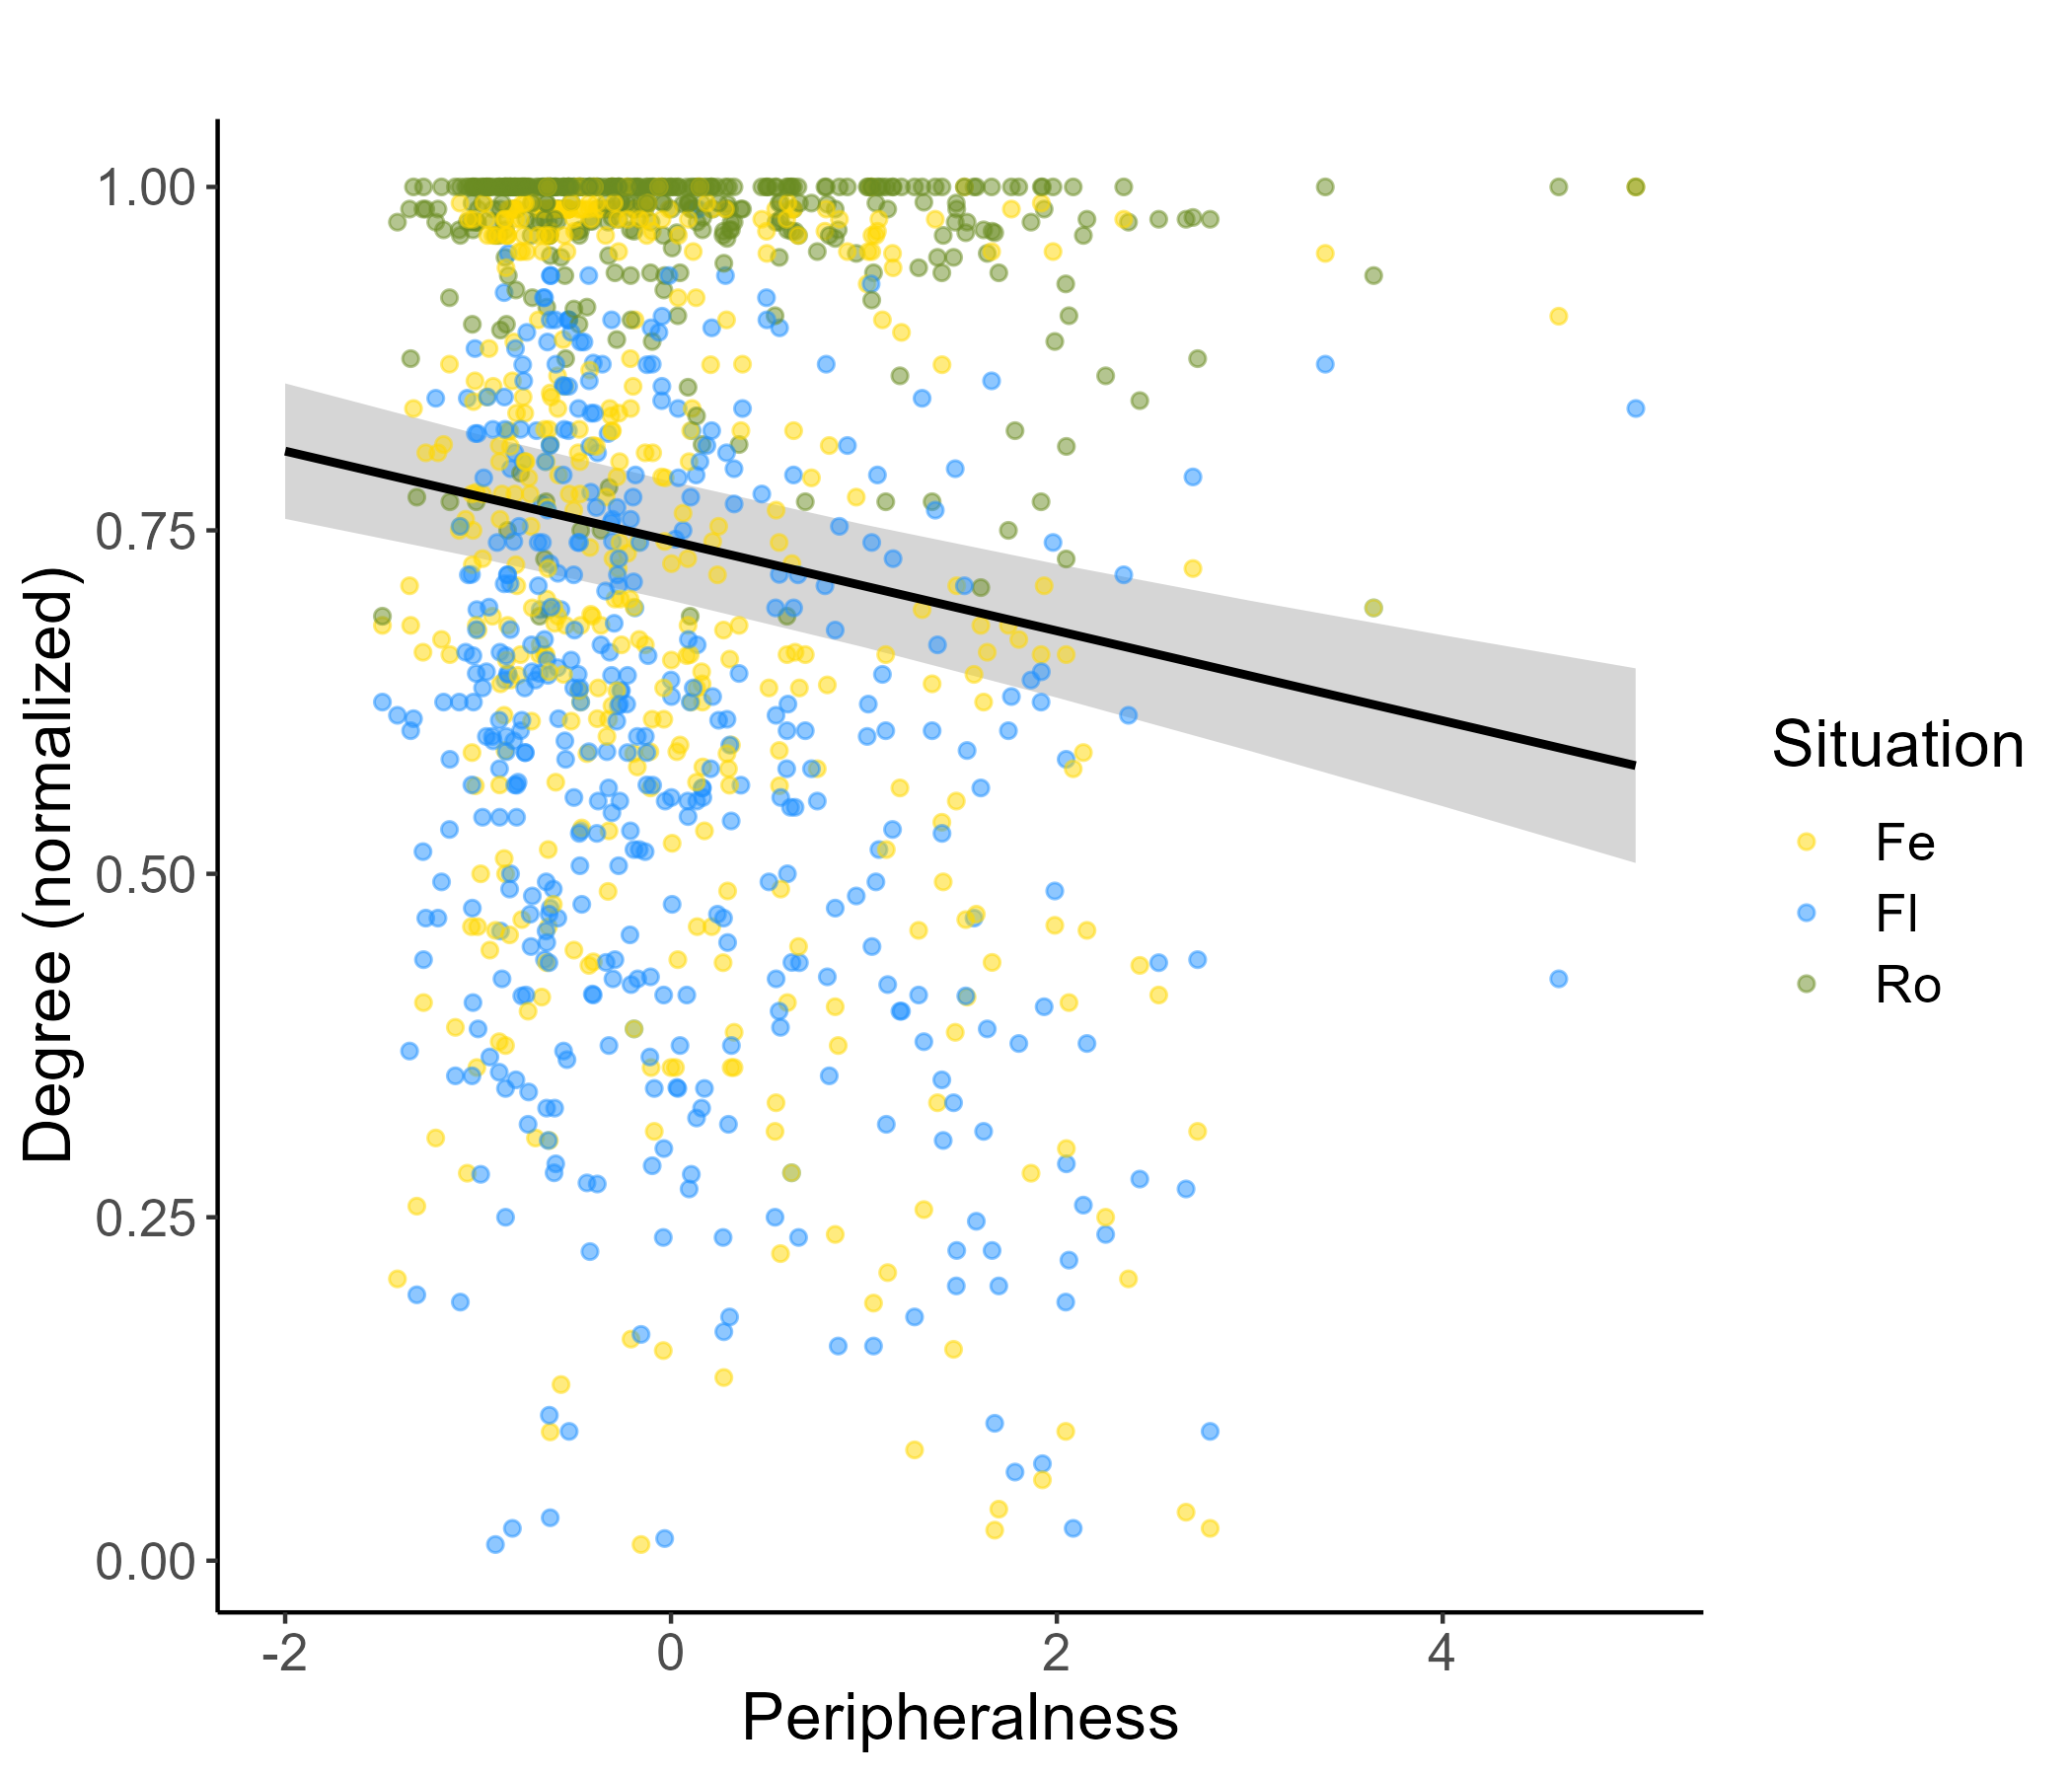 Degree (normalized)
1.00
0.75
0.50
0.25
0.00
-2
0
2
4
Peripheralness
Situation
Fe
Fl
Ro